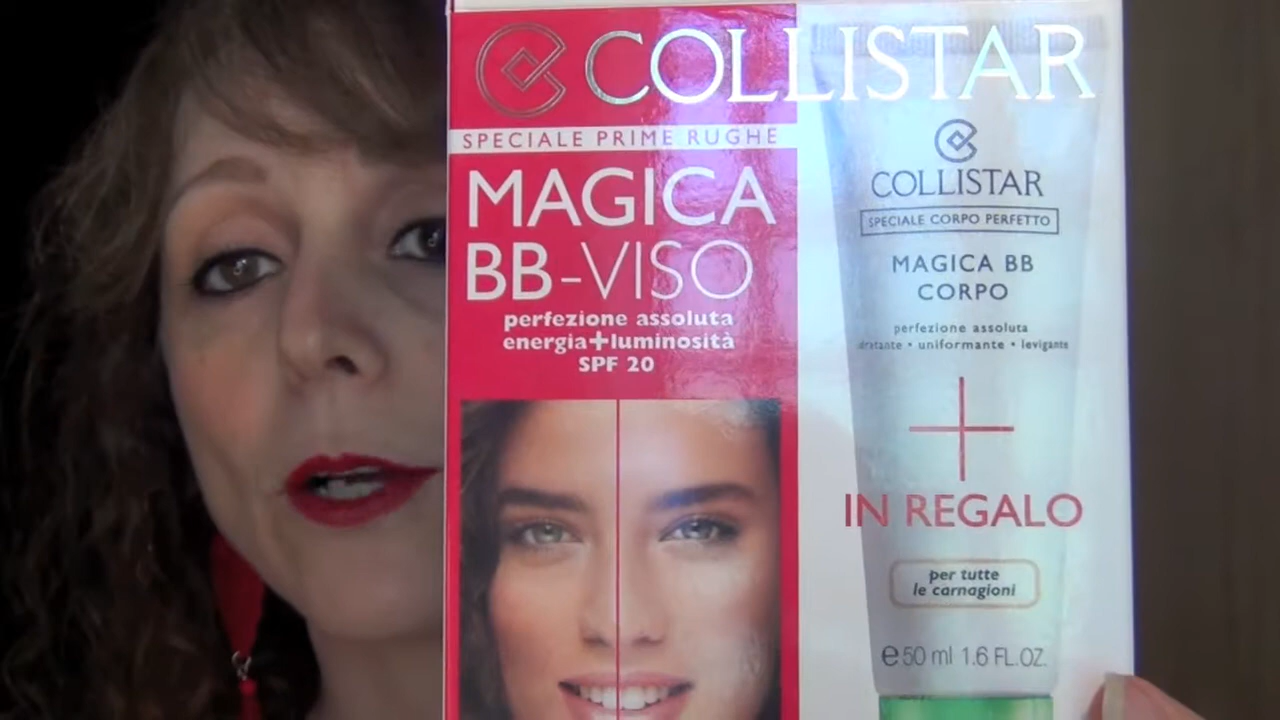 COLLISTAR
SPECIALE PRIME RUGHE
MAGICA
BB-VISO
perfezione assoluta
energia+luminosità
SPF 20
COLLISTAR
SPECIALE CORPO PERFETTO
MAGICA BB
CORPO
perfezione assoluta
idratante • uniformante • levigante
+
IN REGALO
per tutte
le carnagioni
e 50 ml 1.6 FL.OZ.